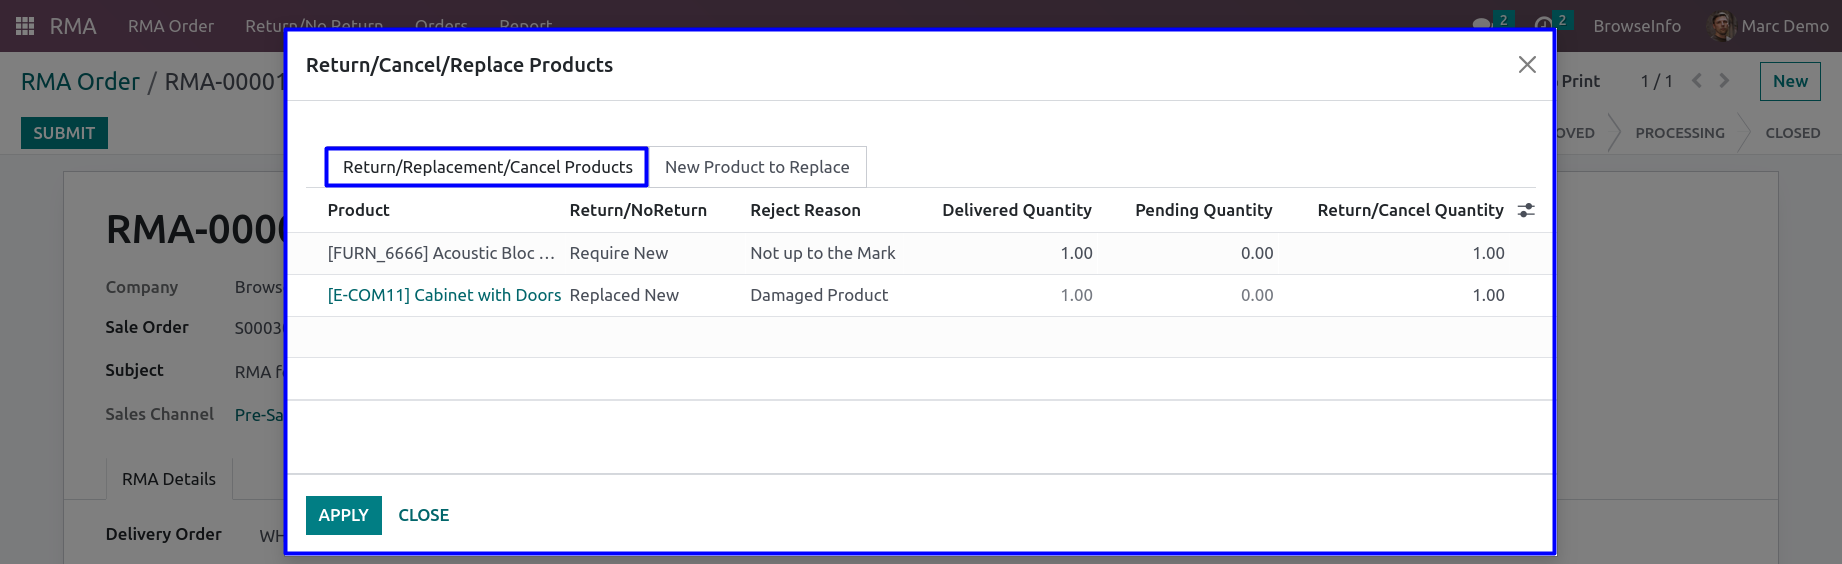 RMA RMA Order Return/No Return Orders Report 2 2 BrowseInfo Marc Demo
Return/Cancel/Replace Products
RMA Order / RMA-00001 Print 1 / 1 New
SUBMIT PROCESSING CLOSED
Return/Replacement/Cancel Products New Product to Replace
Product Return/NoReturn Reject Reason Delivered Quantity Pending Quantity Return/Cancel Quantity
[FURN_6666] Acoustic Bloc ... Require New Not up to the Mark 1.00 0.00 1.00
[E-COM11] Cabinet with Doors Replaced New Damaged Product 1.00 0.00 1.00
RMA-000
Company Brows
Sale Order S0003
Subject RMA f
Sales Channel Pre-Sa
RMA Details
APPLY CLOSE
Delivery Order WH